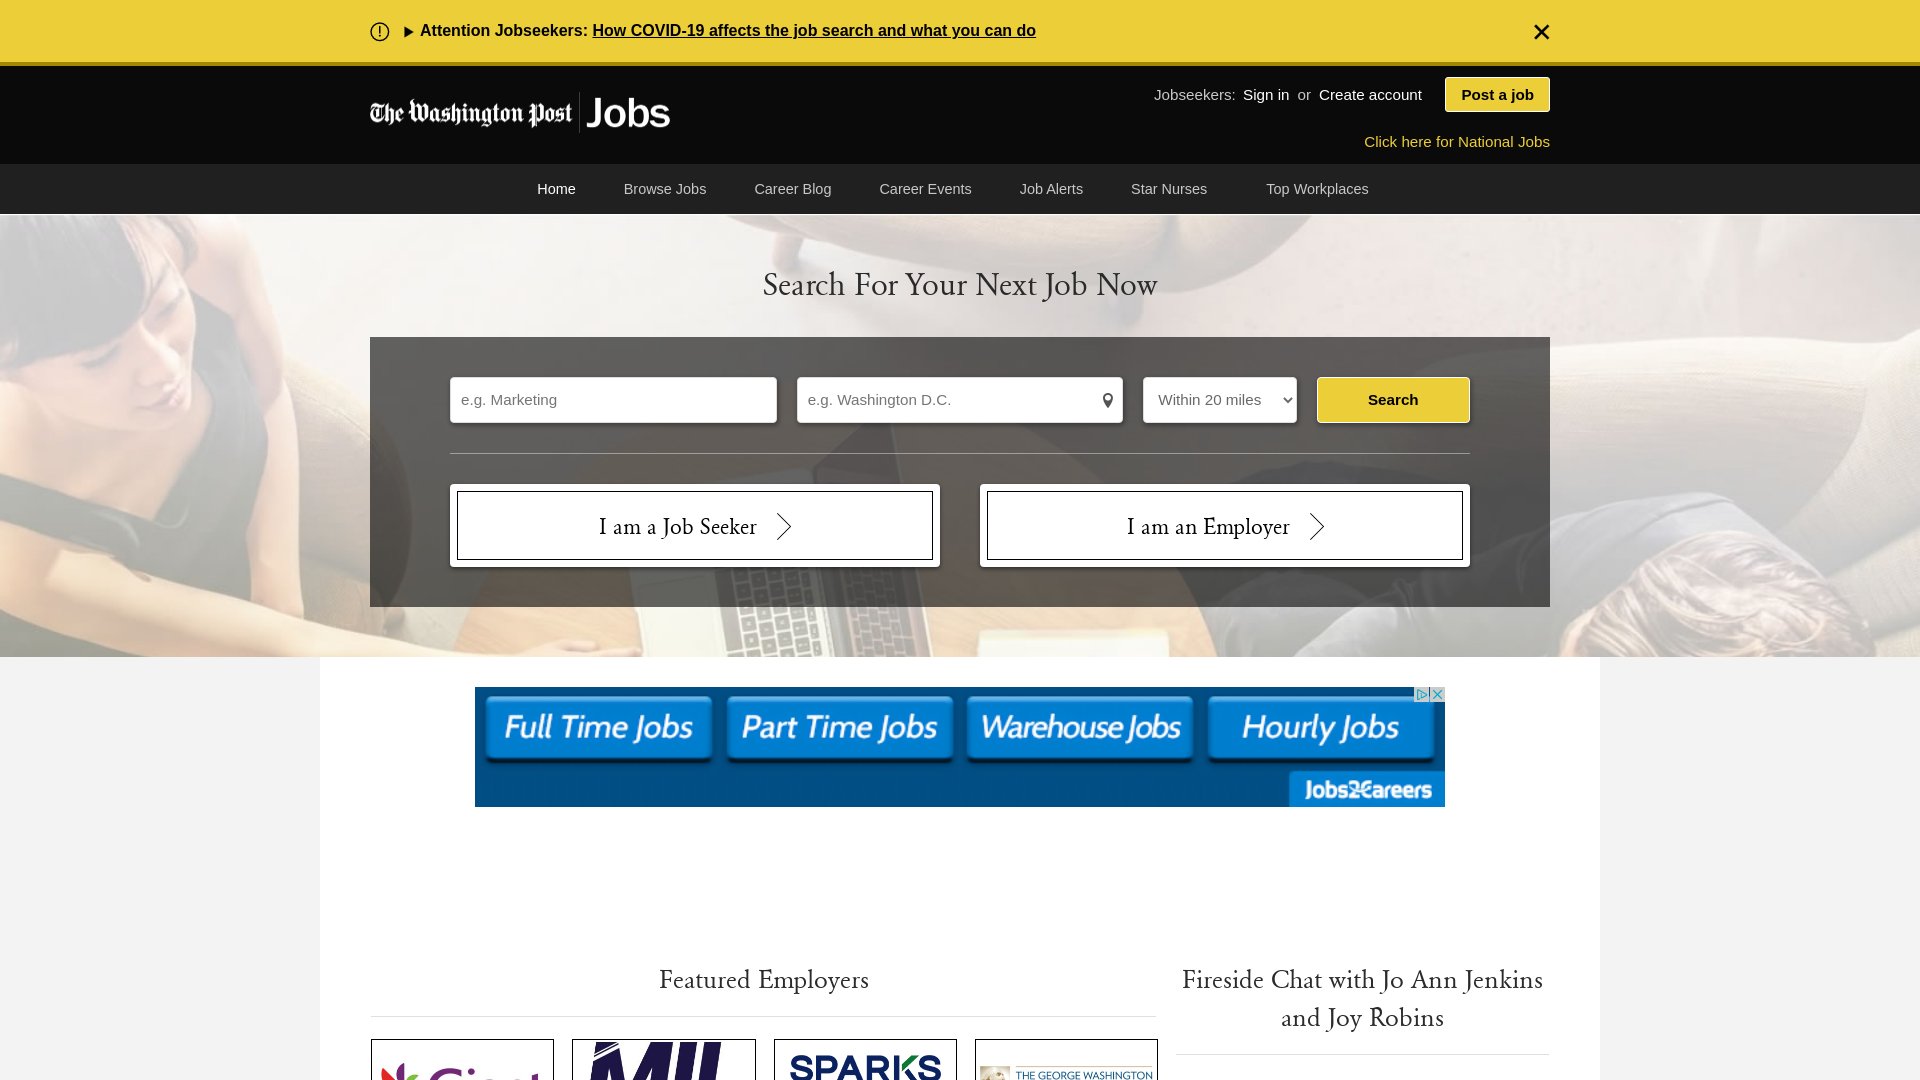 Attention Jobseekers: How COVID-19 affects the job search and what you can do
The Washington Post Jobs
Jobseekers: Sign in or Create account
Post a job
Click here for National Jobs
Home
Browse Jobs
Career Blog
Career Events
Job Alerts
Star Nurses
Top Workplaces
Search For Your Next Job Now
e.g. Marketing
e.g. Washington D.C.
Within 20 miles
Search
I am a Job Seeker
I am an Employer
Full Time Jobs
Part Time Jobs
Warehouse Jobs
Hourly Jobs
Jobs2Careers
Featured Employers
Fireside Chat with Jo Ann Jenkins
and Joy Robins
SPARKS
THE GEORGE WASHINGTON